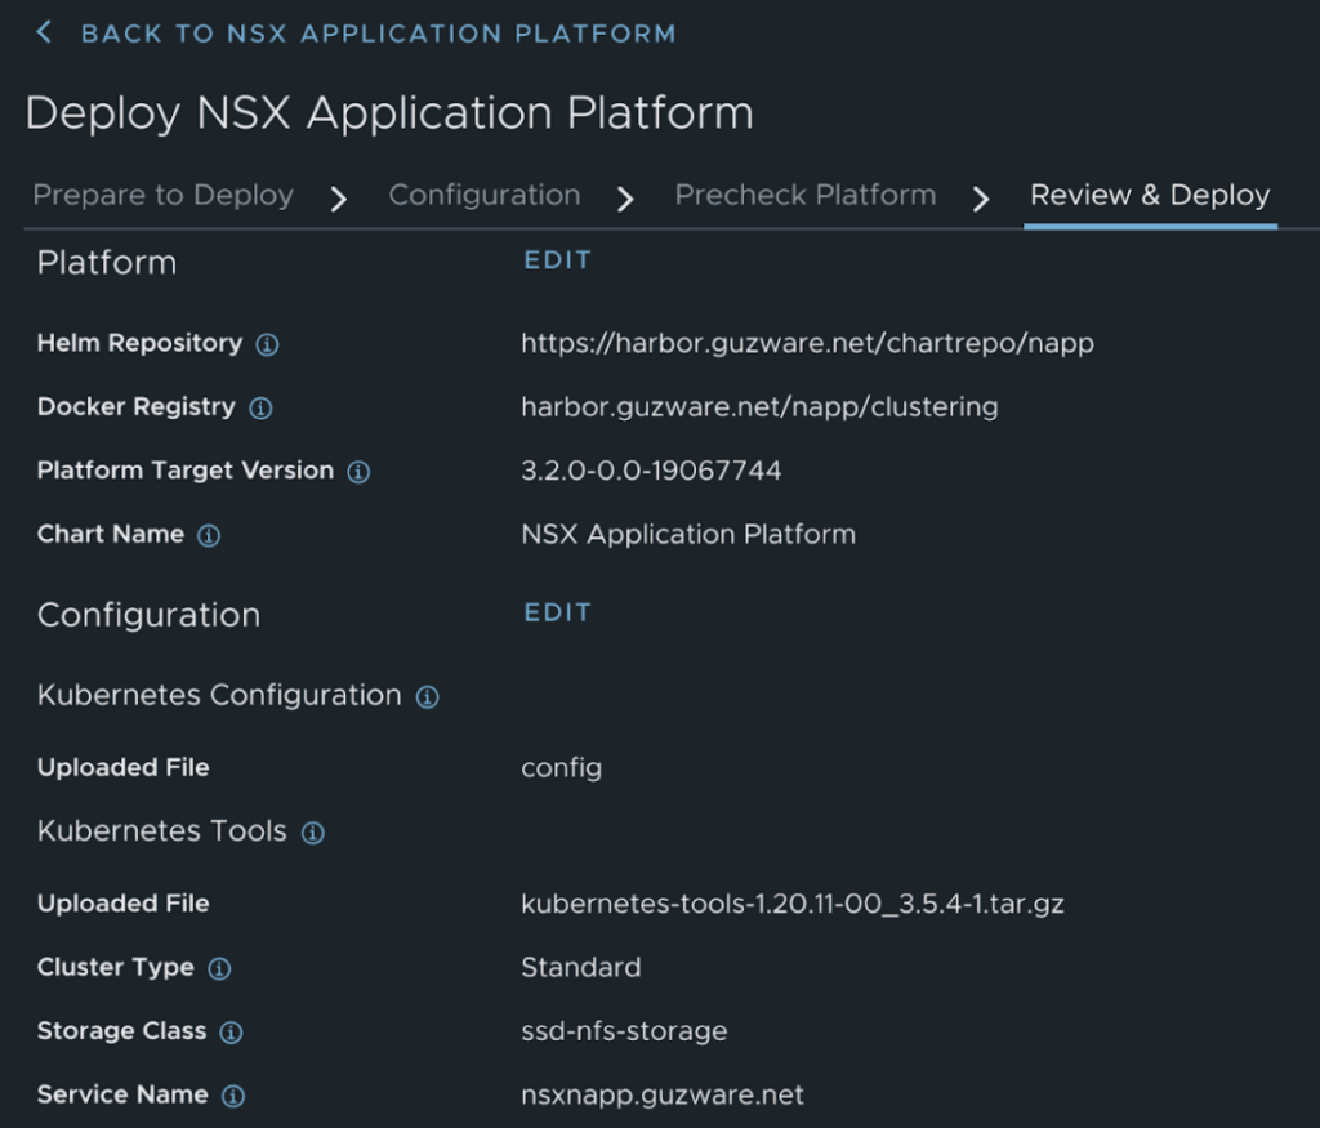 BACK TO NSX APPLICATION PLATFORM
Deploy NSX Application Platform
Prepare to Deploy Configuration Precheck Platform Review & Deploy
Platform EDIT
Helm Repository https://harbor.guzware.net/chartrepo/napp
Docker Registry harbor.guzware.net/napp/clustering
Platform Target Version 3.2.0-0.0-19067744
Chart Name NSX Application Platform
Configuration EDIT
Kubernetes Configuration
Uploaded File config
Kubernetes Tools
Uploaded File kubernetes-tools-1.20.11-00_3.5.4-1.tar.gz
Cluster Type Standard
Storage Class ssd-nfs-storage
Service Name nsxnapp.guzware.net